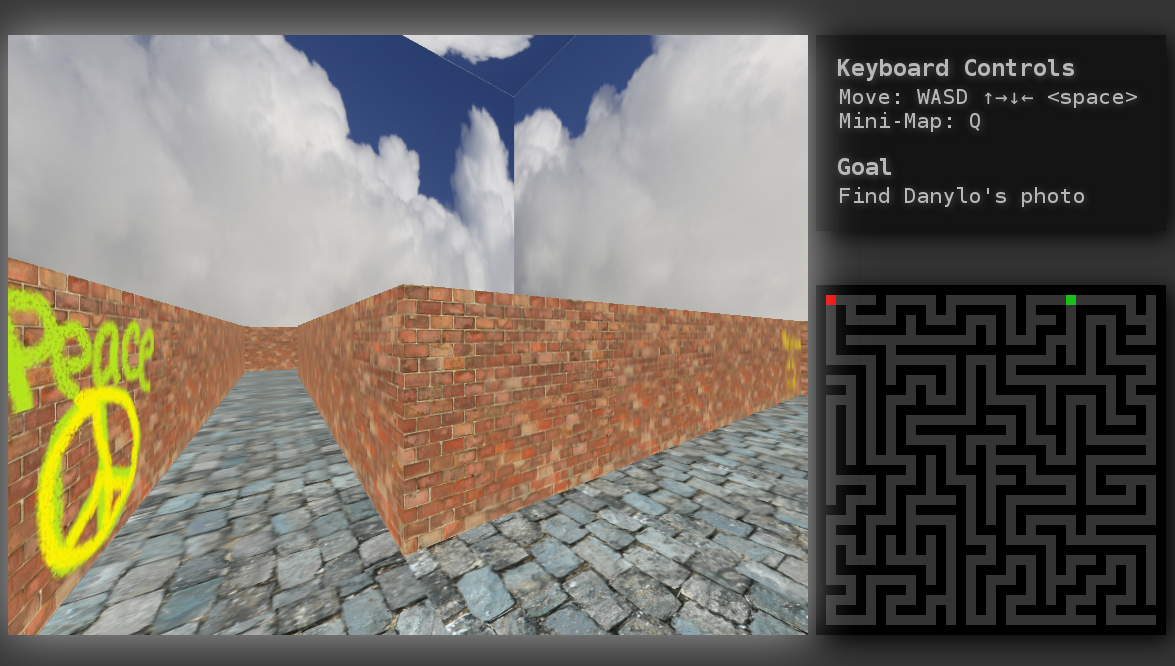 Peace
Keyboard Controls
Move: WASD ↑→↓← <space>
Mini-Map: Q
Goal
Find Danylo's photo